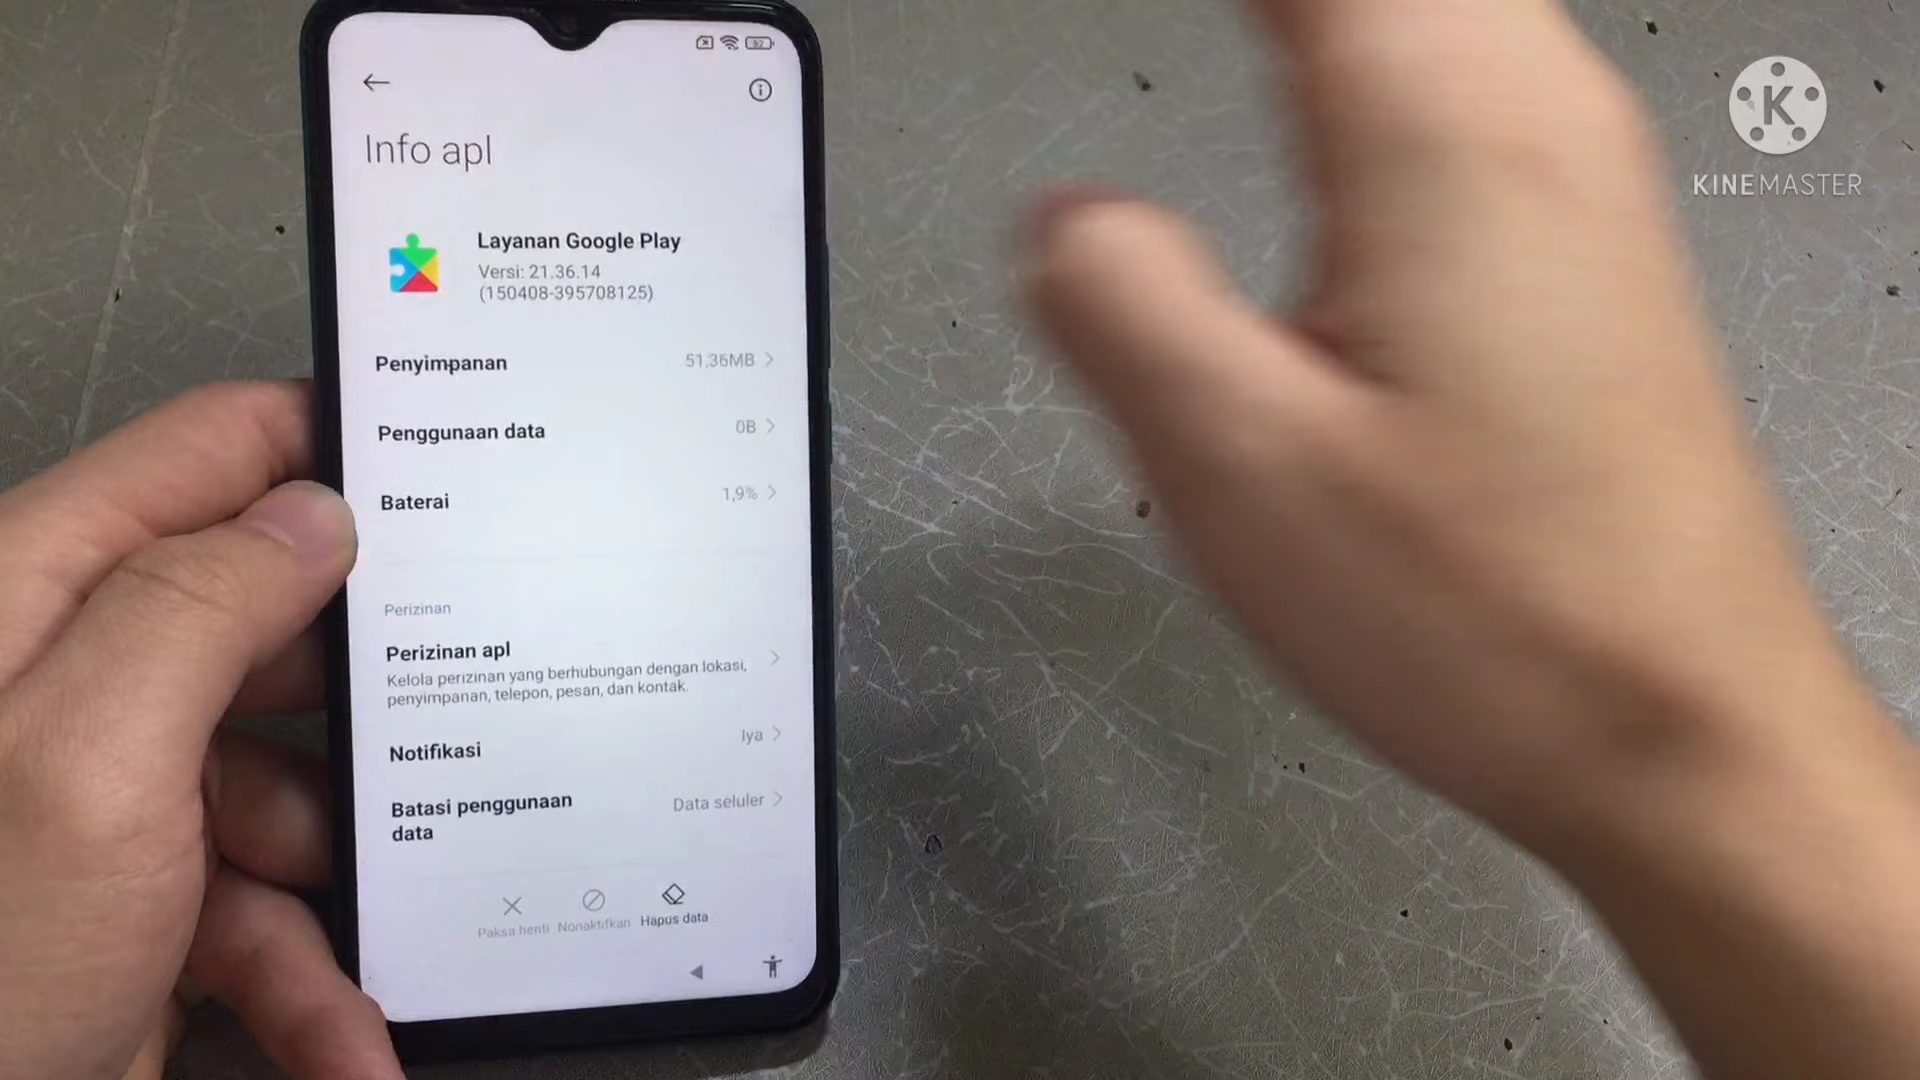 52
Info apl
Layanan Google Play
Versi: 21.36.14
(150408-395708125)
Penyimpanan 51,36MB
Penggunaan data 0B
Baterai 1,9%
Perizinan
Perizinan apl
Kelola perizinan yang berhubungan dengan lokasi,
penyimpanan, telepon, pesan, dan kontak.
Notifikasi Iya
Batasi penggunaan Data seluler
data
Paksa henti Nonaktifkan Hapus data
K
KINEMASTER